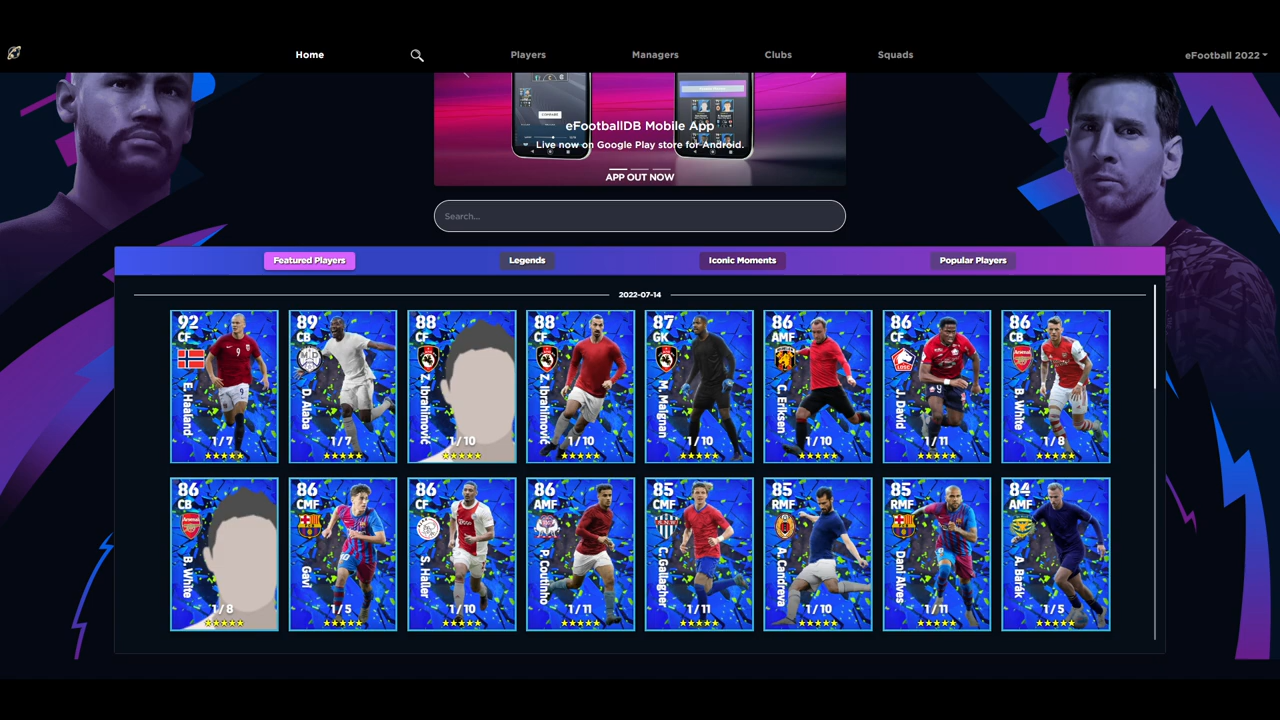 Home
Players
Managers
Clubs
Squads
eFootball 2022
eFootballDB Mobile App
Live now on Google Play store for Android.
APP OUT NOW
Search...
Featured Players
Legends
Iconic Moments
Popular Players
2022-07-14
92 CF E. Haaland 1/7
89 CB D. Alaba 1/7
88 CF Z. Ibrahimović 1/10
88 CF Z. Ibrahimović 1/10
87 GK M. Maignan 1/10
86 AMF C. Eriksen 1/10
86 CF LOSC J. David 1/11
86 CB Arsenal B. White 1/8
86 CB Arsenal B. White 1/8
86 CMF Gavi 1/5
86 CF S. Haller 1/10
86 AMF P. Coutinho 1/11
85 CMF C. Gallagher 1/11
85 RMF A. Candreva 1/10
85 RMF Dani Alves 1/11
84 AMF A. Barák 1/5